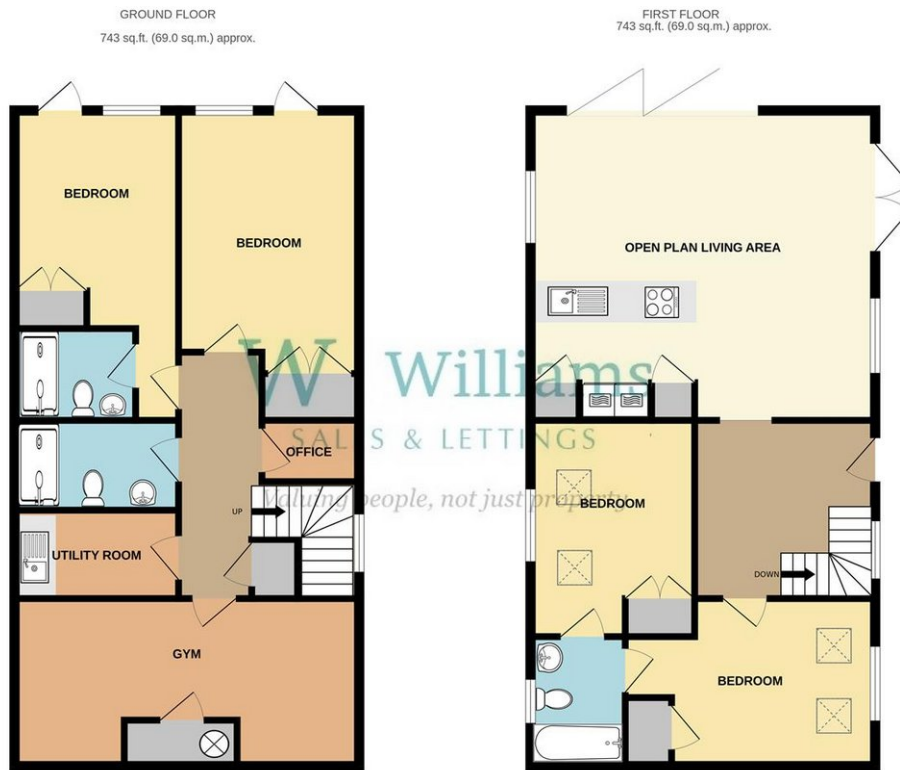 GROUND FLOOR
743 sq.ft. (69.0 sq.m.) approx.
BEDROOM
BEDROOM
OFFICE
UP
UTILITY ROOM
GYM
FIRST FLOOR
743 sq.ft. (69.0 sq.m.) approx.
OPEN PLAN LIVING AREA
BEDROOM
DOWN
BEDROOM
W Williams
SALES & LETTINGS
Valuing people, not just property